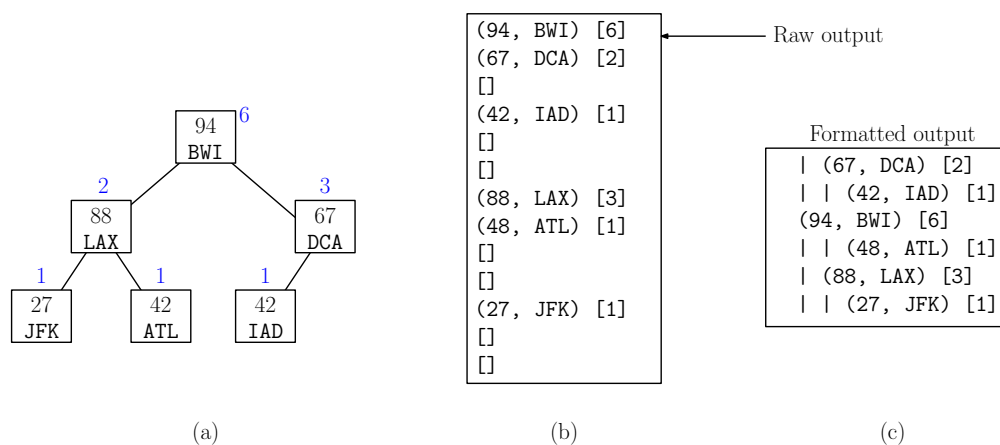 6
94
BWI
2
3
88
LAX
67
DCA
1
1
1
27
JFK
42
ATL
42
IAD
(a)
(94, BWI) [6]
(67, DCA) [2]
[]
(42, IAD) [1]
[]
[]
(88, LAX) [3]
(48, ATL) [1]
[]
[]
(27, JFK) [1]
[]
[]
Raw output
(b)
Formatted output
| (67, DCA) [2]
| | (42, IAD) [1]
(94, BWI) [6]
| | (48, ATL) [1]
| (88, LAX) [3]
| | (27, JFK) [1]
(c)